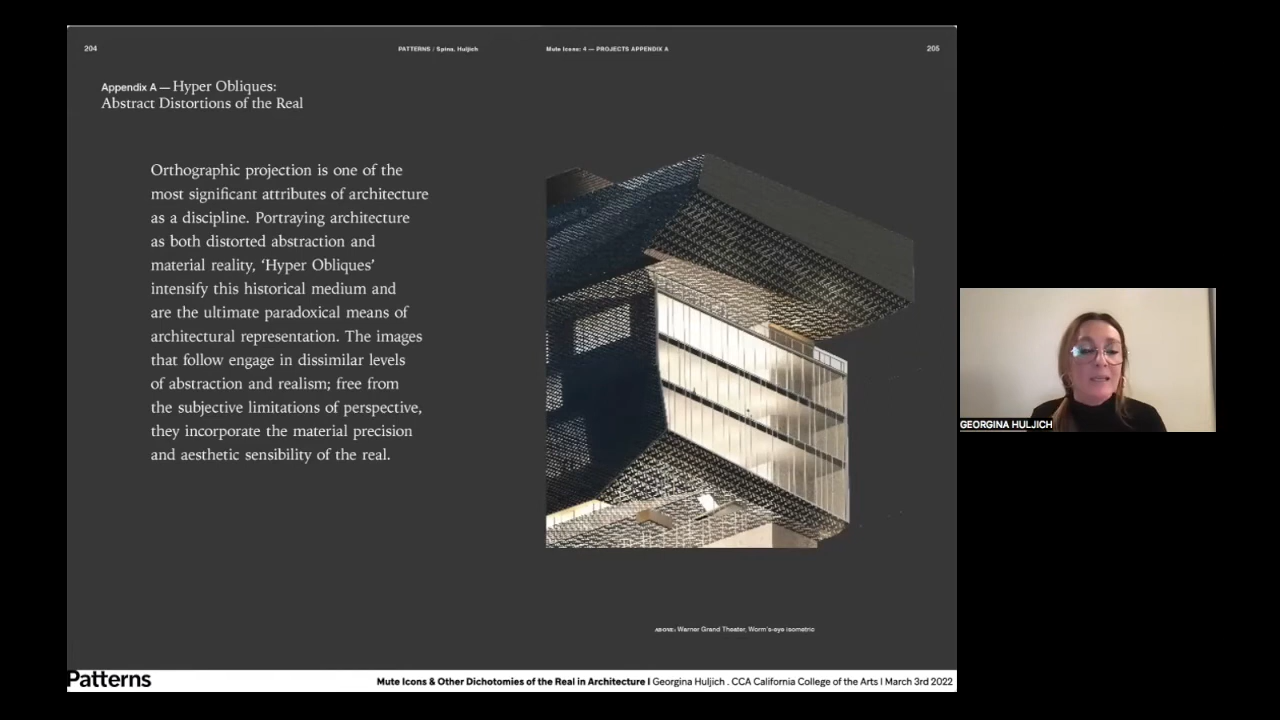 204
PATTERNS / Spina, Huljich
Mute Icons: 4 — PROJECTS APPENDIX A
205
Appendix A — Hyper Obliques:
Abstract Distortions of the Real
Orthographic projection is one of the
most significant attributes of architecture
as a discipline. Portraying architecture
as both distorted abstraction and
material reality, ‘Hyper Obliques’
intensify this historical medium and
are the ultimate paradoxical means of
architectural representation. The images
that follow engage in dissimilar levels
of abstraction and realism; free from
the subjective limitations of perspective,
they incorporate the material precision
and aesthetic sensibility of the real.
ABOVE: Warner Grand Theater, Worm's-eye isometric
GEORGINA HULJICH
Patterns
Mute Icons & Other Dichotomies of the Real in Architecture I Georgina Huljich . CCA California College of the Arts I March 3rd 2022